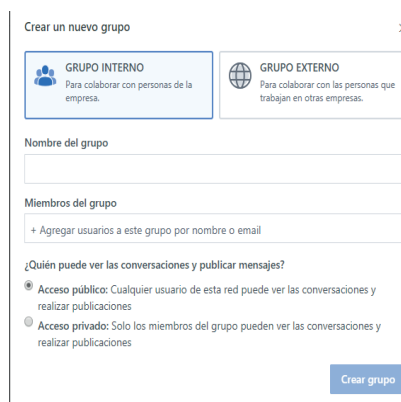 Crear un nuevo grupo
GRUPO INTERNO
Para colaborar con personas de la
empresa.
GRUPO EXTERNO
Para colaborar con las personas que
trabajan en otras empresas.
Nombre del grupo
Miembros del grupo
+ Agregar usuarios a este grupo por nombre o email
¿Quién puede ver las conversaciones y publicar mensajes?
Acceso público: Cualquier usuario de esta red puede ver las conversaciones y
realizar publicaciones
Acceso privado: Solo los miembros del grupo pueden ver las conversaciones y
realizar publicaciones
Crear grupo